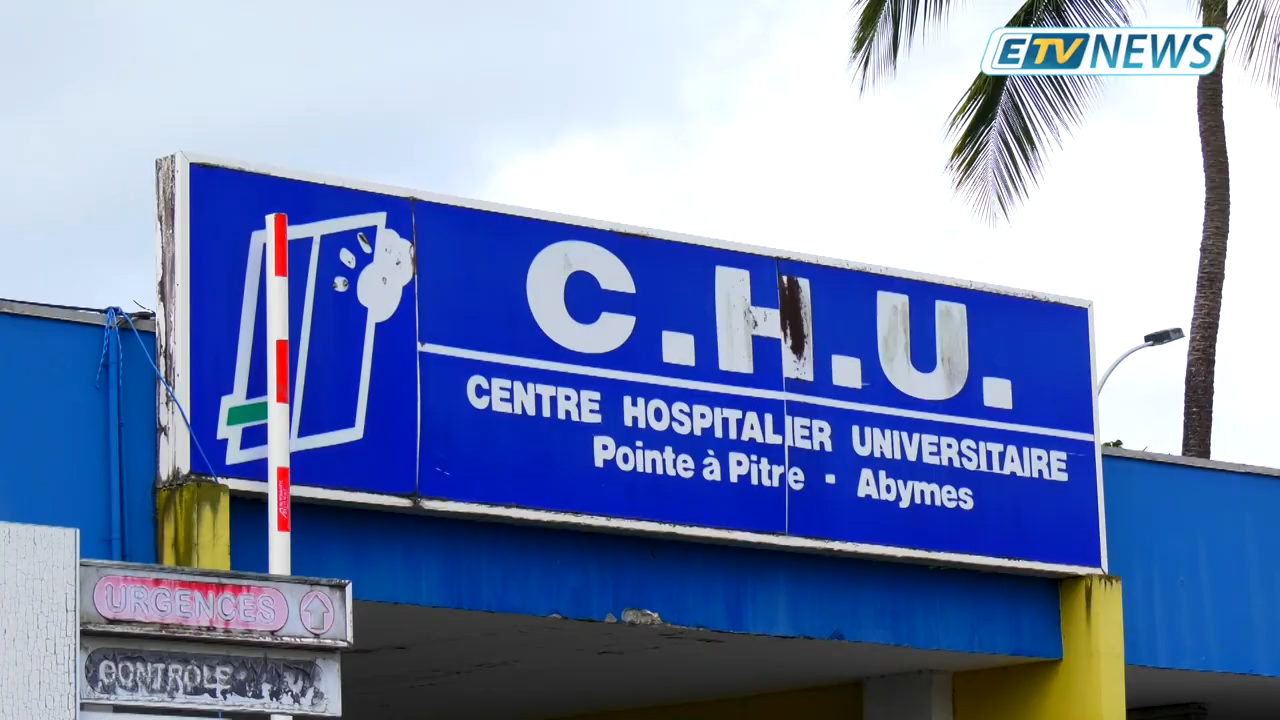 ETV NEWS
C.H.U.
CENTRE HOSPITALIER UNIVERSITAIRE
Pointe à Pitre - Abymes
URGENCES
CONTROLE